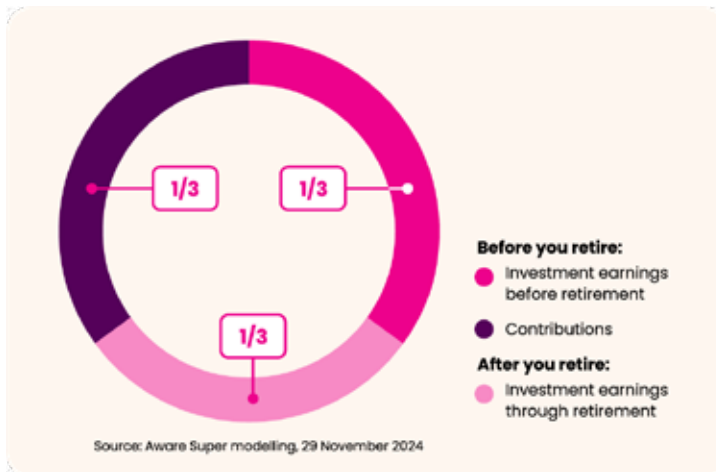 1/3
1/3
1/3
Before you retire:
Investment earnings
before retirement
Contributions
After you retire:
Investment earnings
through retirement
Source: Aware Super modelling, 29 November 2024